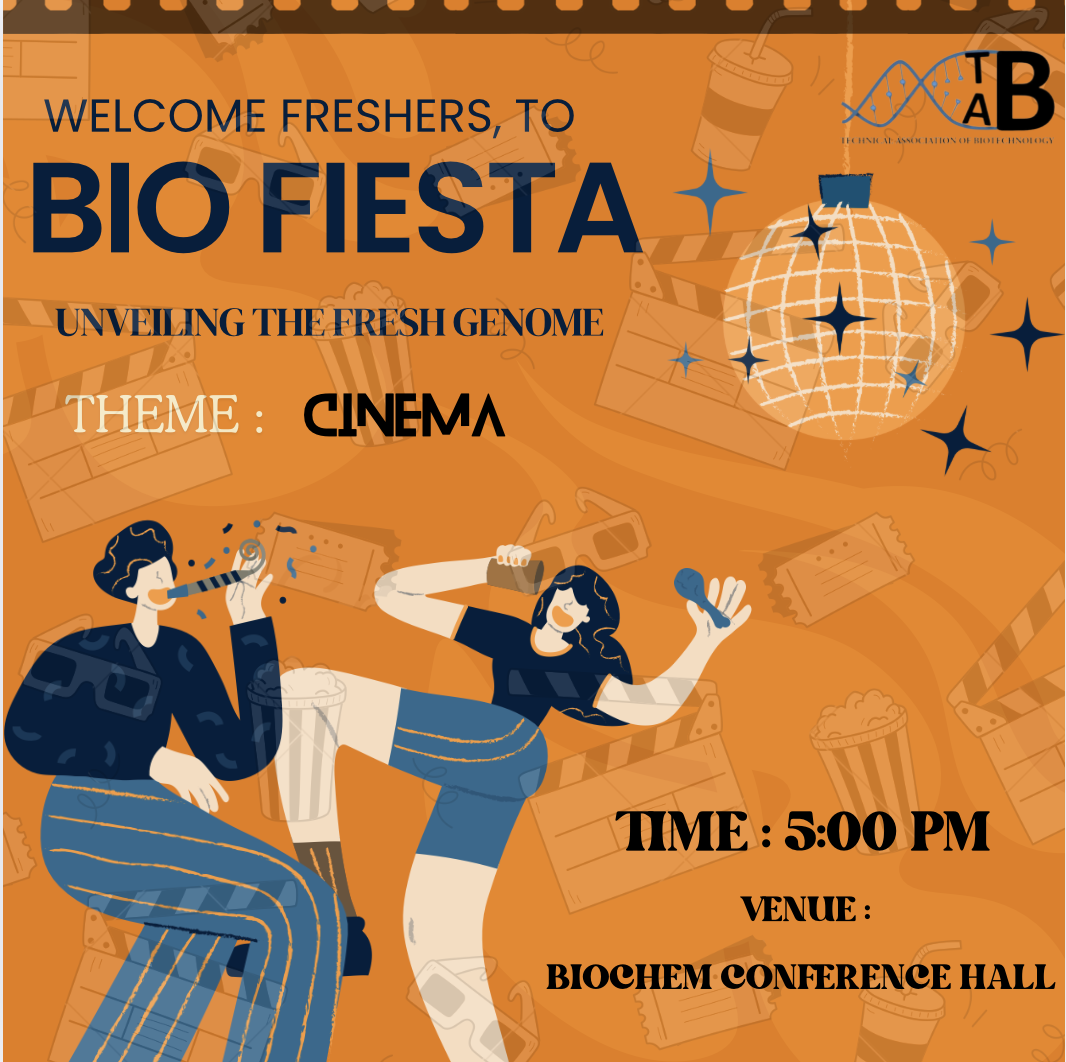 WELCOME FRESHERS, TO
BIO FIESTA
UNVEILING THE FRESH GENOME
THEME : CINEMA
T
A B
TECHNICAL ASSOCIATION OF BIOTECHNOLOGY
TIME : 5:00 PM
VENUE :
BIOCHEM CONFERENCE HALL